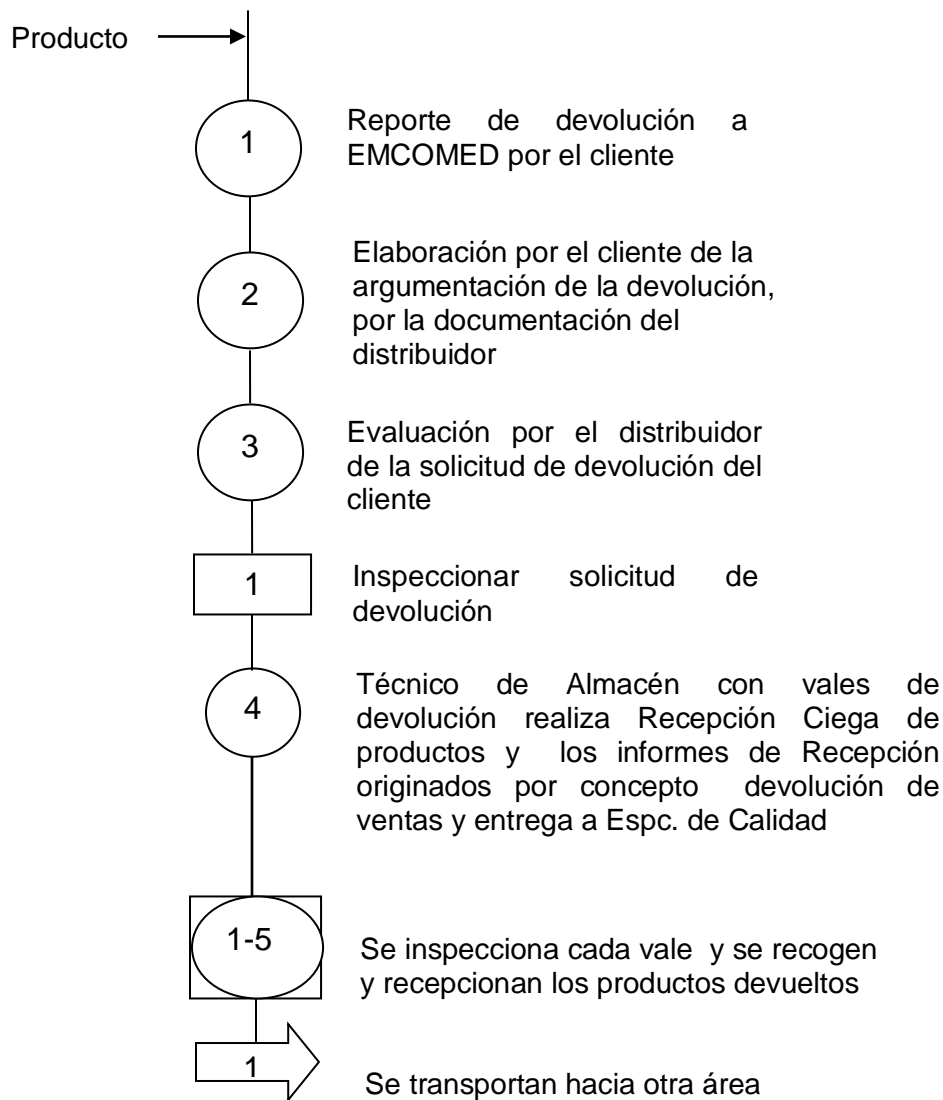 Producto
1
Reporte de devolución a
EMCOMED por el cliente
2
Elaboración por el cliente de la
argumentación de la devolución,
por la documentación del
distribuidor
3
Evaluación por el distribuidor
de la solicitud de devolución del
cliente
1
Inspeccionar solicitud de
devolución
4
Técnico de Almacén con vales de
devolución realiza Recepción Ciega de
productos y los informes de Recepción
originados por concepto devolución de
ventas y entrega a Espc. de Calidad
1-5
Se inspecciona cada vale y se recogen
y recepcionan los productos devueltos
1
Se transportan hacia otra área